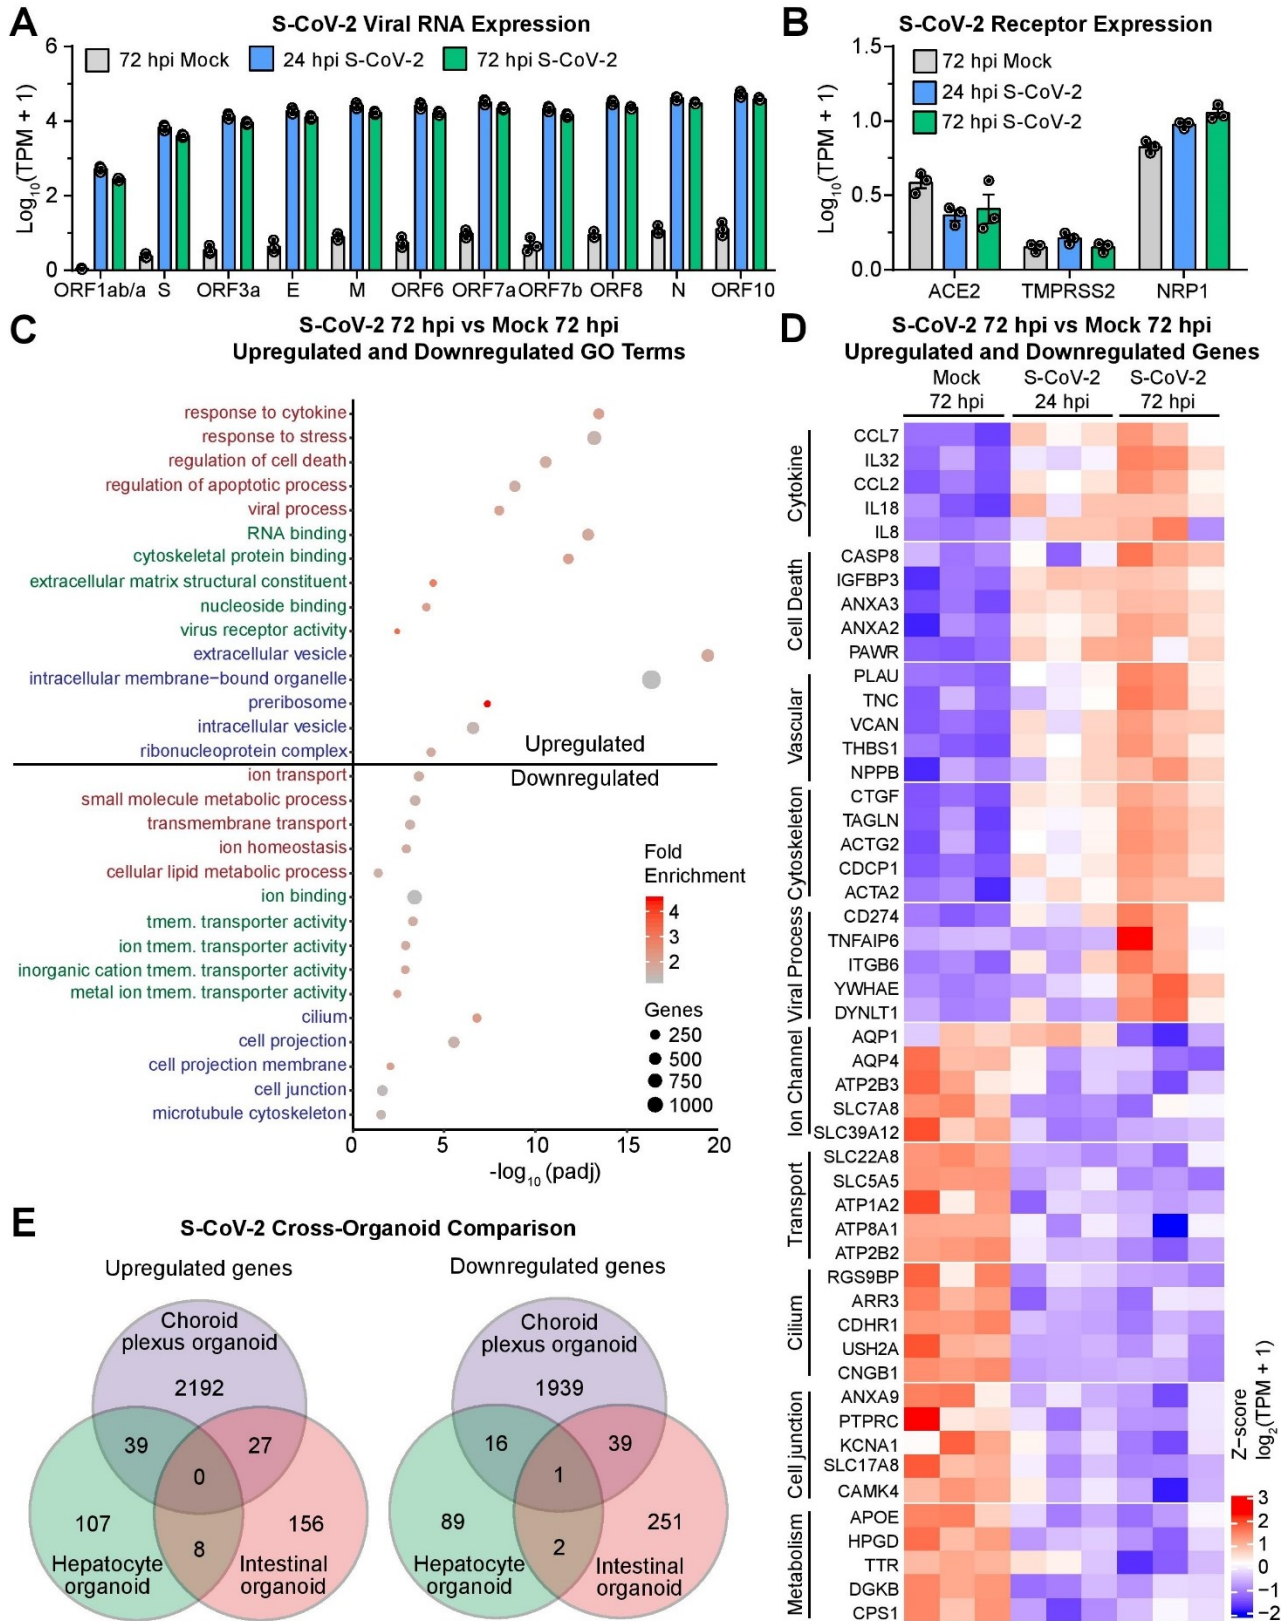 A
S-CoV-2 Viral RNA Expression
72 hpi Mock
24 hpi S-CoV-2
72 hpi S-CoV-2
Log10(TPM + 1)
6
4
2
0
ORF1ab/a S ORF3a E M ORF6 ORF7a ORF7b ORF8 N ORF10
B
S-CoV-2 Receptor Expression
72 hpi Mock
24 hpi S-CoV-2
72 hpi S-CoV-2
Log10(TPM + 1)
1.5
1.0
0.5
0.0
ACE2 TMPRSS2 NRP1
C
S-CoV-2 72 hpi vs Mock 72 hpi
Upregulated and Downregulated GO Terms
response to cytokine
response to stress
regulation of cell death
regulation of apoptotic process
viral process
RNA binding
cytoskeletal protein binding
extracellular matrix structural constituent
nucleoside binding
virus receptor activity
extracellular vesicle
intracellular membrane−bound organelle
preribosome
intracellular vesicle
ribonucleoprotein complex
Upregulated
Downregulated
ion transport
small molecule metabolic process
transmembrane transport
ion homeostasis
cellular lipid metabolic process
ion binding
tmem. transporter activity
ion tmem. transporter activity
inorganic cation tmem. transporter activity
metal ion tmem. transporter activity
cilium
cell projection
cell projection membrane
cell junction
microtubule cytoskeleton
Fold
Enrichment
4
3
2
Genes
250
500
750
1000
0 5 10 15 20
-log10 (padj)
D
S-CoV-2 72 hpi vs Mock 72 hpi
Upregulated and Downregulated Genes
Mock S-CoV-2 S-CoV-2
72 hpi 24 hpi 72 hpi
Cytokine
CCL7
IL32
CCL2
IL18
IL8
Cell Death
CASP8
IGFBP3
ANXA3
ANXA2
PAWR
Vascular
PLAU
TNC
VCAN
THBS1
NPPB
Cytoskeleton
CTGF
TAGLN
ACTG2
CDCP1
ACTA2
Viral Process
CD274
TNFAIP6
ITGB6
YWHAE
DYNLT1
Ion Channel
AQP1
AQP4
ATP2B3
SLC7A8
SLC39A12
Transport
SLC22A8
SLC5A5
ATP1A2
ATP8A1
ATP2B2
Cilium
RGS9BP
ARR3
CDHR1
USH2A
CNGB1
Cell junction
ANXA9
PTPRC
KCNA1
SLC17A8
CAMK4
Metabolism
APOE
HPGD
TTR
DGKB
CPS1
Z-score
log2(TPM + 1)
3
2
1
0
−1
−2
E
S-CoV-2 Cross-Organoid Comparison
Upregulated genes
Choroid
plexus organoid
2192
39
27
0
107
156
8
Hepatocyte
organoid
Intestinal
organoid
Downregulated genes
Choroid
plexus organoid
1939
16
39
1
89
251
2
Hepatocyte
organoid
Intestinal
organoid